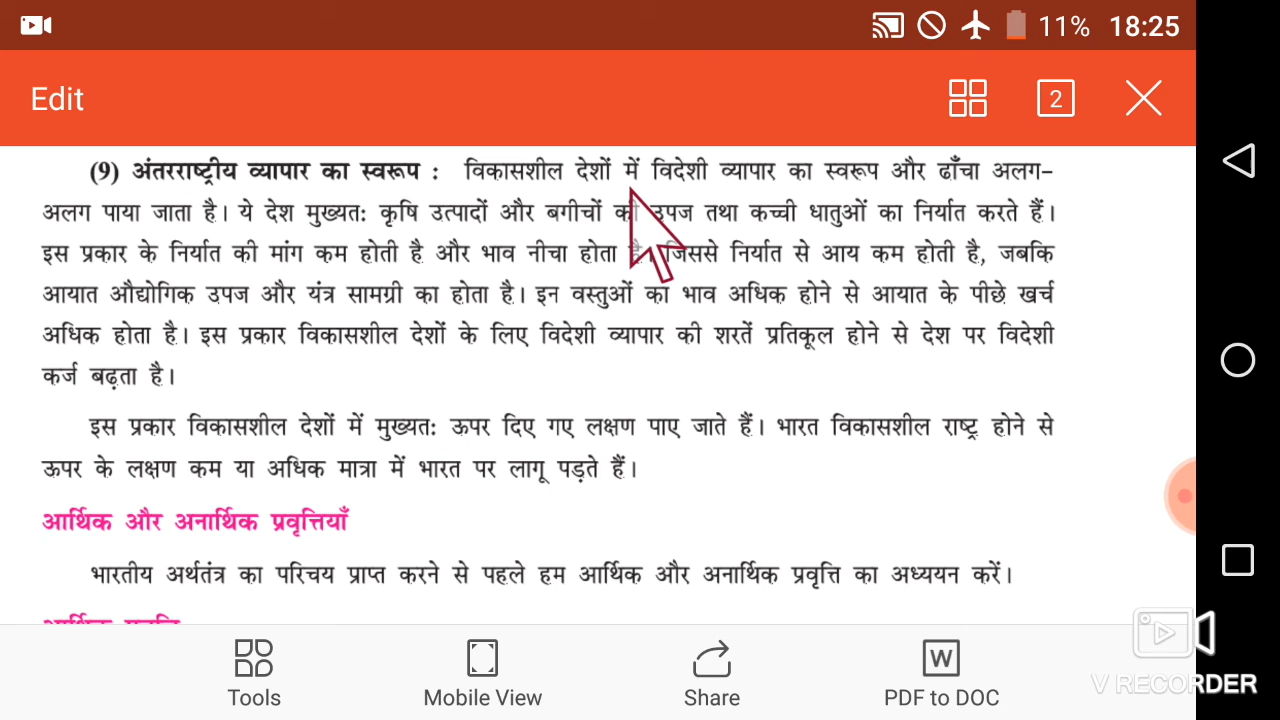 11% 18:25
Edit 2
(9) अंतरराष्ट्रीय व्यापार का स्वरूप : विकासशील देशों में विदेशी व्यापार का स्वरूप और ढाँचा अलग-
अलग पाया जाता है। ये देश मुख्यतः कृषि उत्पादों और बगीचों की उपज तथा कच्ची धातुओं का निर्यात करते हैं।
इस प्रकार के निर्यात की मांग कम होती है और भाव नीचा होता है। जिससे निर्यात से आय कम होती है, जबकि
आयात औद्योगिक उपज और यंत्र सामग्री का होता है। इन वस्तुओं का भाव अधिक होने से आयात के पीछे खर्च
अधिक होता है। इस प्रकार विकासशील देशों के लिए विदेशी व्यापार की शरतें प्रतिकूल होने से देश पर विदेशी
कर्ज बढ़ता है।
इस प्रकार विकासशील देशों में मुख्यतः ऊपर दिए गए लक्षण पाए जाते हैं। भारत विकासशील राष्ट्र होने से
ऊपर के लक्षण कम या अधिक मात्रा में भारत पर लागू पड़ते हैं।
आर्थिक और अनार्थिक प्रवृत्तियाँ
भारतीय अर्थतंत्र का परिचय प्राप्त करने से पहले हम आर्थिक और अनार्थिक प्रवृत्ति का अध्ययन करें।
Tools Mobile View Share W PDF to DOC
V RECORDER